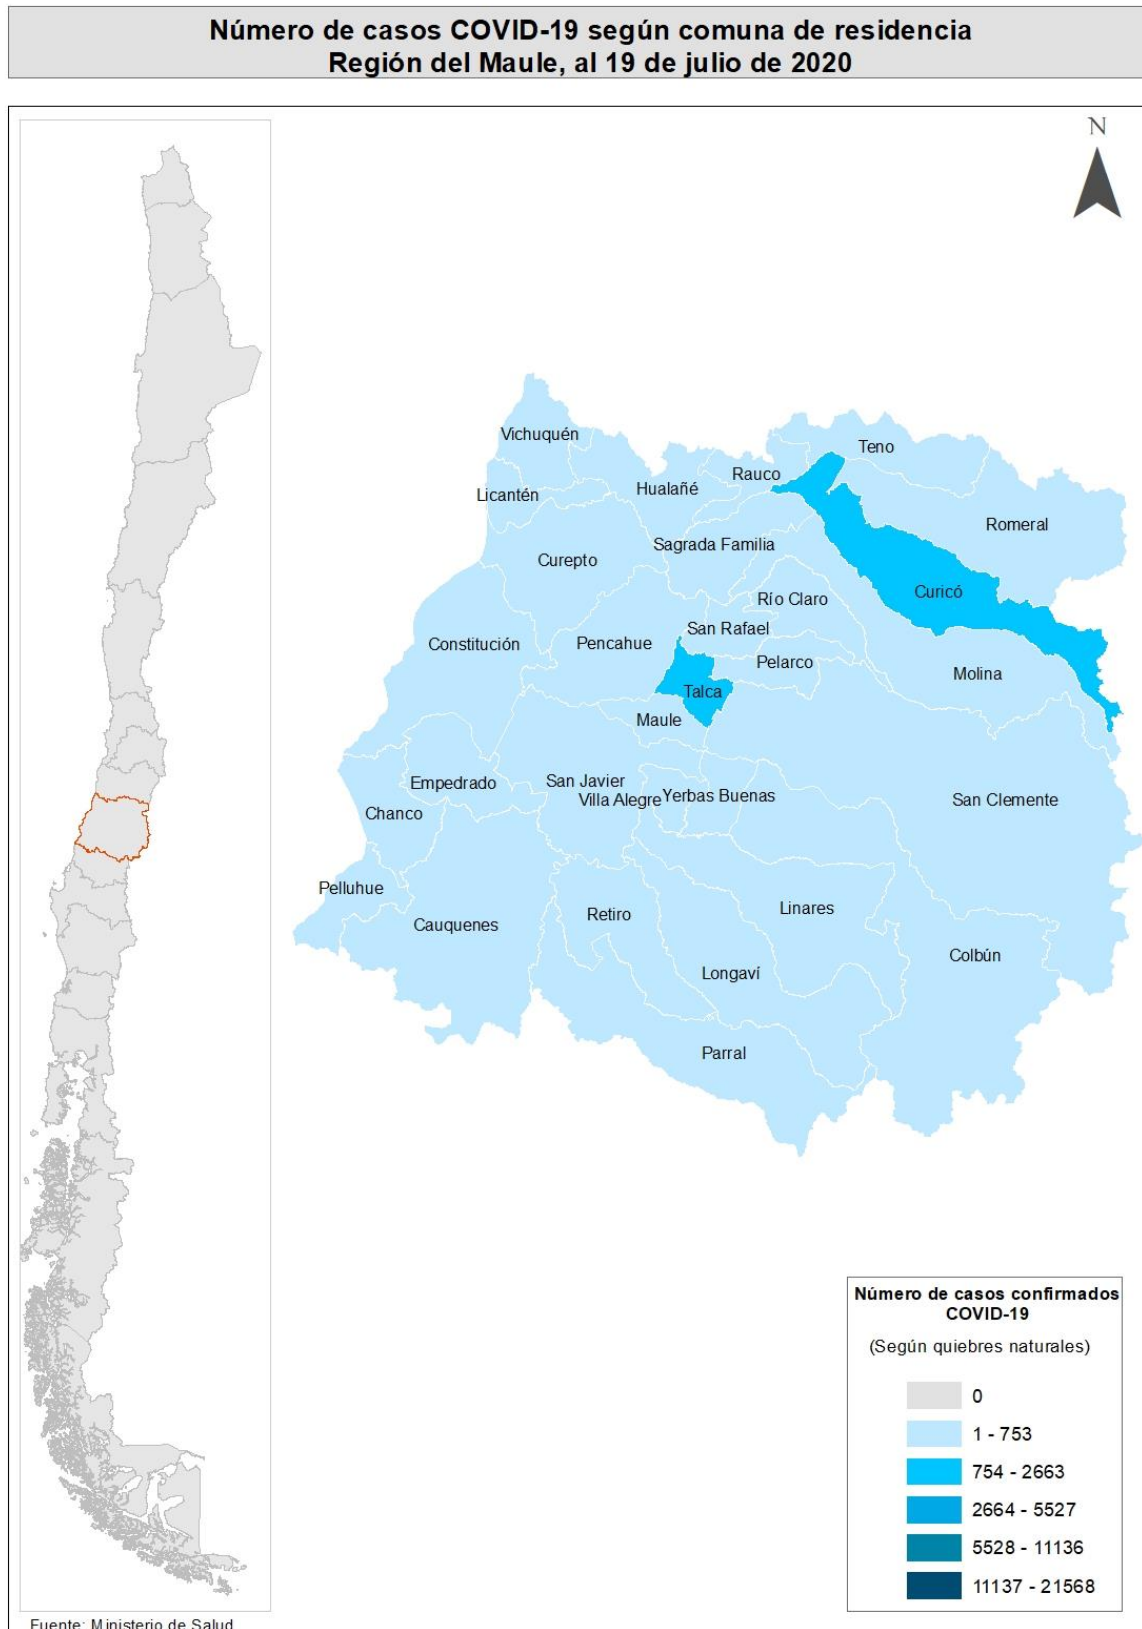 Número de casos COVID-19 según comuna de residencia
Región del Maule, al 19 de julio de 2020
N
Vichuquén
Teno
Rauco
Hualañé
Licantén
Romeral
Sagrada Familia
Curepto
Curicó
Río Claro
San Rafael
Constitución
Pencahue
Pelarco
Molina
Talca
Maule
San Javier
Empedrado
Villa Alegre
Yerbas Buenas
San Clemente
Chanco
Pelluhue
Linares
Retiro
Cauquenes
Colbún
Longaví
Parral
Número de casos confirmados
COVID-19
(Según quiebres naturales)
0
1 - 753
754 - 2663
2664 - 5527
5528 - 11136
11137 - 21568
Fuente: Ministerio de Salud